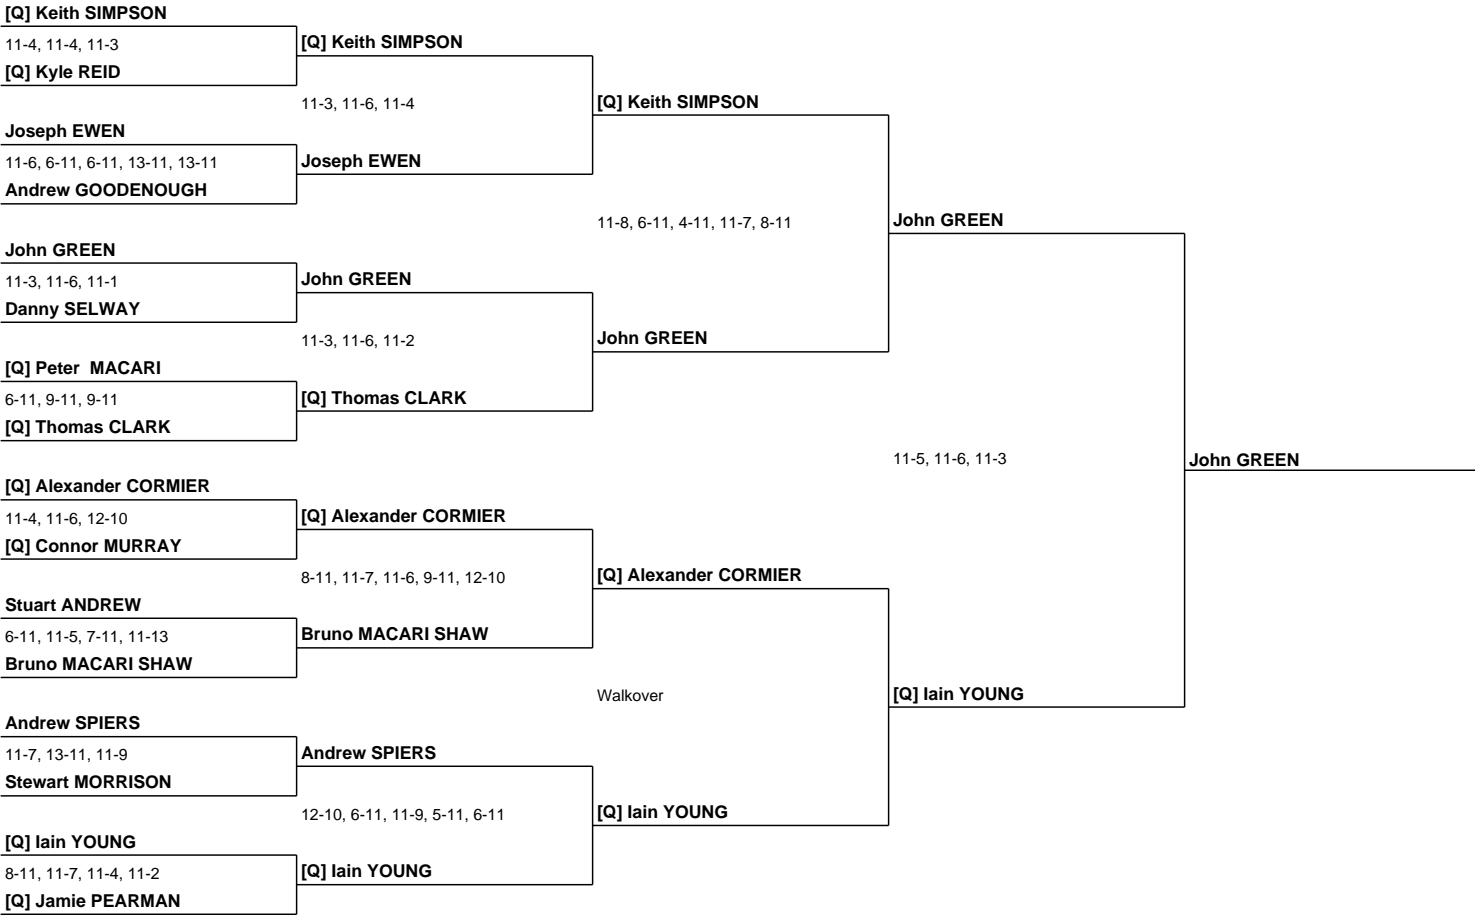 [Q] Keith SIMPSON
11-4, 11-4, 11-3
[Q] Kyle REID
Joseph EWEN
11-6, 6-11, 6-11, 13-11, 13-11
Andrew GOODENOUGH
John GREEN
11-3, 11-6, 11-1
Danny SELWAY
[Q] Peter  MACARI
6-11, 9-11, 9-11
[Q] Thomas CLARK
[Q] Alexander CORMIER
11-4, 11-6, 12-10
[Q] Connor MURRAY
Stuart ANDREW
6-11, 11-5, 7-11, 11-13
Bruno MACARI SHAW
Andrew SPIERS
11-7, 13-11, 11-9
Stewart MORRISON
[Q] Iain YOUNG
8-11, 11-7, 11-4, 11-2
[Q] Jamie PEARMAN
[Q] Keith SIMPSON
11-3, 11-6, 11-4
Joseph EWEN
John GREEN
11-3, 11-6, 11-2
[Q] Thomas CLARK
[Q] Alexander CORMIER
8-11, 11-7, 11-6, 9-11, 12-10
Bruno MACARI SHAW
Andrew SPIERS
12-10, 6-11, 11-9, 5-11, 6-11
[Q] Iain YOUNG
[Q] Keith SIMPSON
11-8, 6-11, 4-11, 11-7, 8-11
John GREEN
[Q] Alexander CORMIER
Walkover
[Q] Iain YOUNG
John GREEN
11-5, 11-6, 11-3
[Q] Iain YOUNG
John GREEN